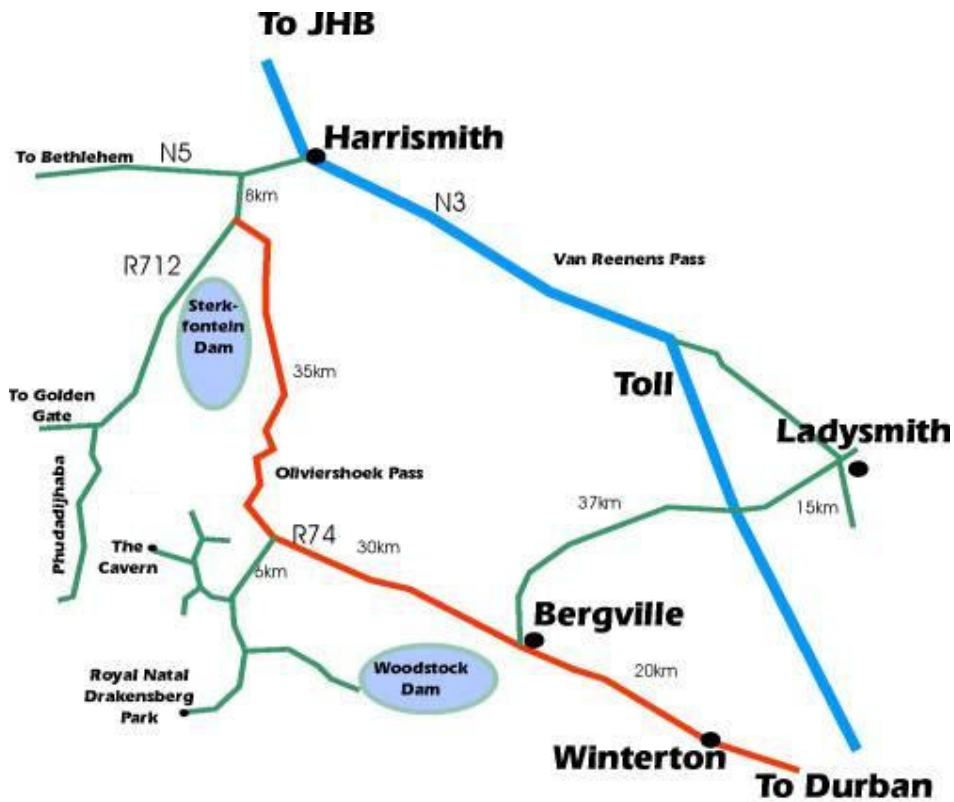 To JHB
Harrismith
To Bethlehem
N5
8km
N3
R712
Van Reenens Pass
Sterk-
fontein
Dam
35km
Toll
To Golden
Gate
Ladysmith
Oliviershoek Pass
Phudadijhaba
37km
15km
R74
30km
The
Cavern
5km
Bergville
Royal Natal
Drakensberg
Park
Woodstock
Dam
20km
Winterton
To Durban